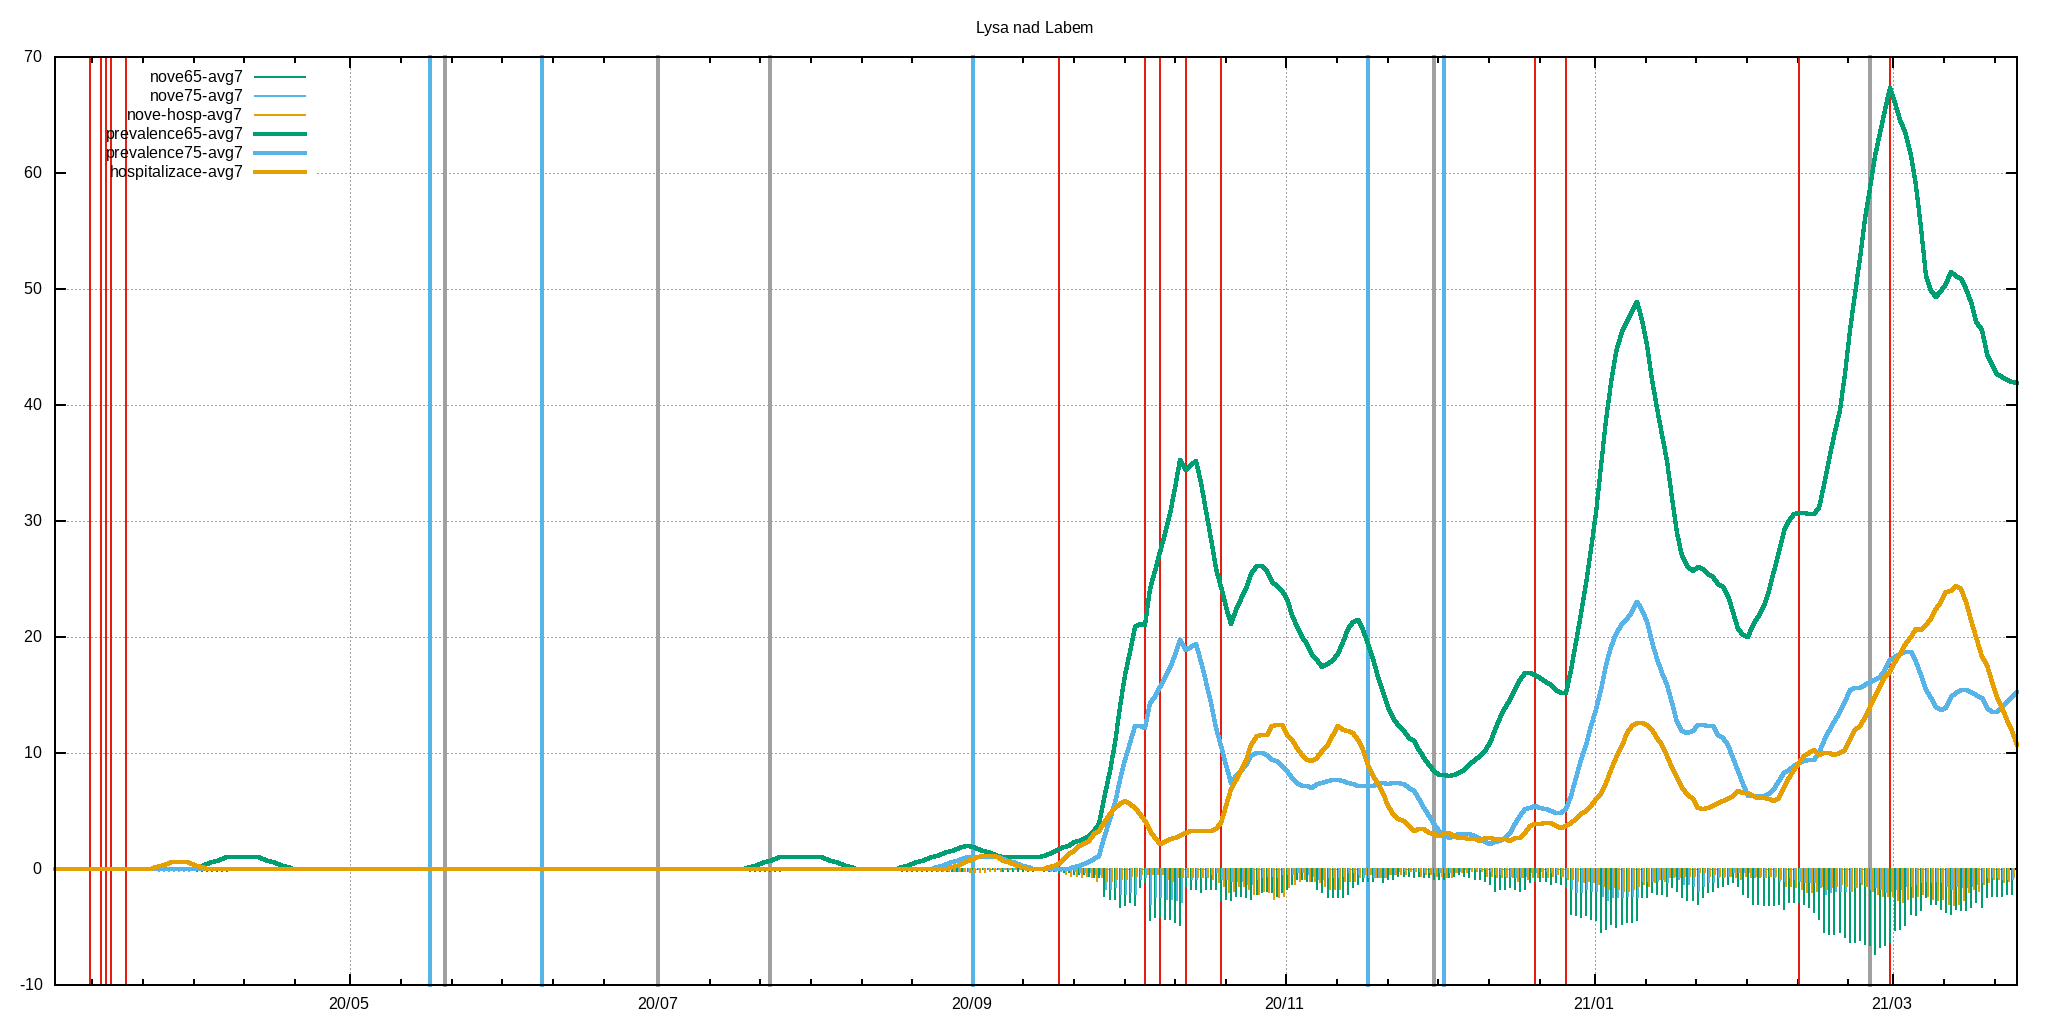 Lysa nad Labem
70
60
50
40
30
20
10
0
-10
nove65-avg7
nove75-avg7
nove-hosp-avg7
prevalence65-avg7
prevalence75-avg7
hospitalizace-avg7
20/05 20/07 20/09 20/11 21/01 21/03